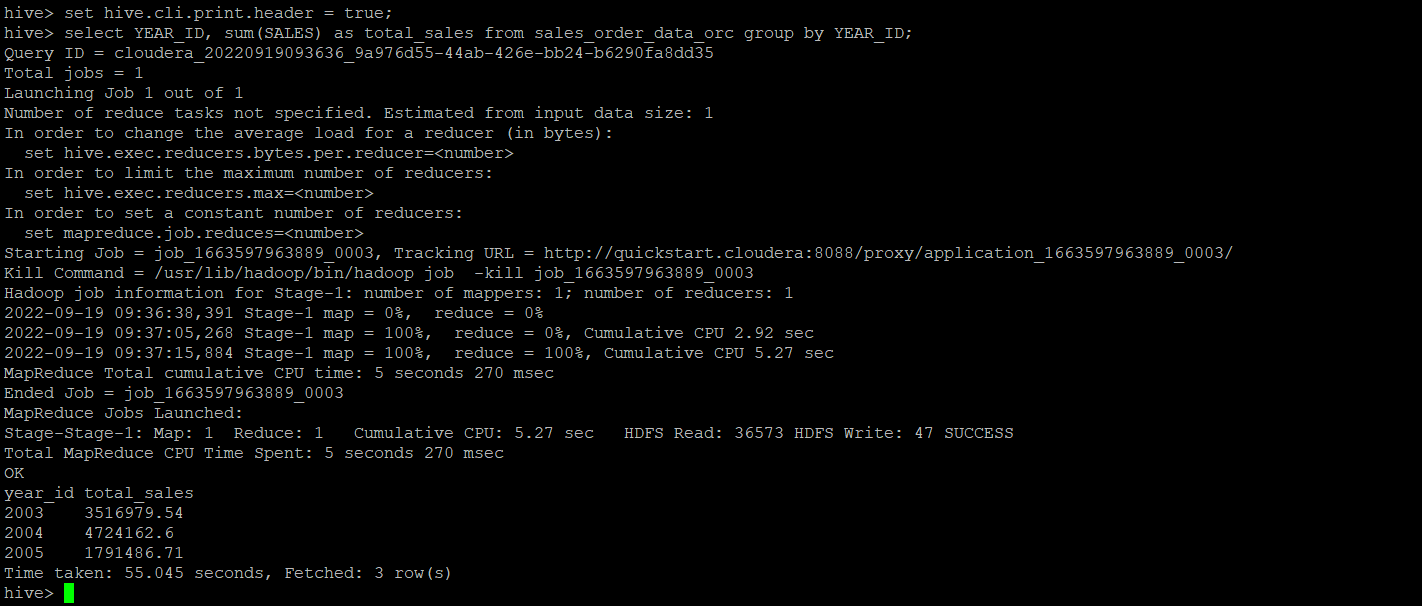 hive> set hive.cli.print.header = true;
hive> select YEAR_ID, sum(SALES) as total_sales from sales_order_data_orc group by YEAR_ID;
Query ID = cloudera_20220919093636_9a976d55-44ab-426e-bb24-b6290fa8dd35
Total jobs = 1
Launching Job 1 out of 1
Number of reduce tasks not specified. Estimated from input data size: 1
In order to change the average load for a reducer (in bytes):
  set hive.exec.reducers.bytes.per.reducer=<number>
In order to limit the maximum number of reducers:
  set hive.exec.reducers.max=<number>
In order to set a constant number of reducers:
  set mapreduce.job.reduces=<number>
Starting Job = job_1663597963889_0003, Tracking URL = http://quickstart.cloudera:8088/proxy/application_1663597963889_0003/
Kill Command = /usr/lib/hadoop/bin/hadoop job  -kill job_1663597963889_0003
Hadoop job information for Stage-1: number of mappers: 1; number of reducers: 1
2022-09-19 09:36:38,391 Stage-1 map = 0%,  reduce = 0%
2022-09-19 09:37:05,268 Stage-1 map = 100%,  reduce = 0%, Cumulative CPU 2.92 sec
2022-09-19 09:37:15,884 Stage-1 map = 100%,  reduce = 100%, Cumulative CPU 5.27 sec
MapReduce Total cumulative CPU time: 5 seconds 270 msec
Ended Job = job_1663597963889_0003
MapReduce Jobs Launched:
Stage-Stage-1: Map: 1  Reduce: 1   Cumulative CPU: 5.27 sec   HDFS Read: 36573 HDFS Write: 47 SUCCESS
Total MapReduce CPU Time Spent: 5 seconds 270 msec
OK
year_id total_sales
2003    3516979.54
2004    4724162.6
2005    1791486.71
Time taken: 55.045 seconds, Fetched: 3 row(s)
hive>